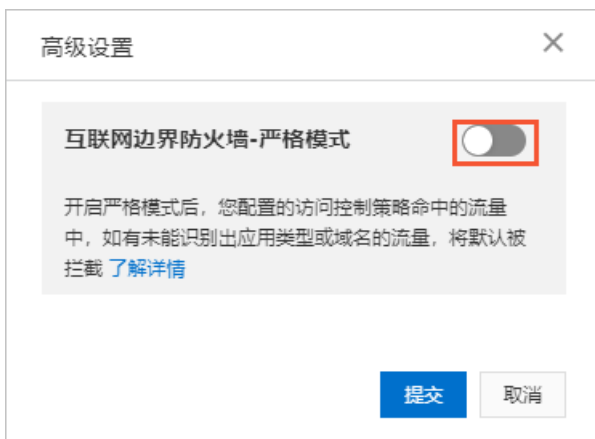 高级设置
互联网边界防火墙-严格模式
开启严格模式后，您配置的访问控制策略命中的流量
中，如有未能识别出应用类型或域名的流量，将默认被
拦截 了解详情
提交 取消